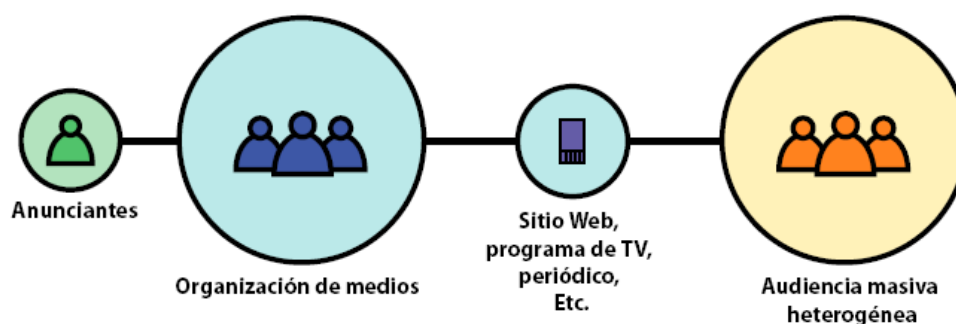 Anunciantes
Organización de medios
Sitio Web,
programa de TV,
periódico,
Etc.
Audiencia masiva
heterogénea